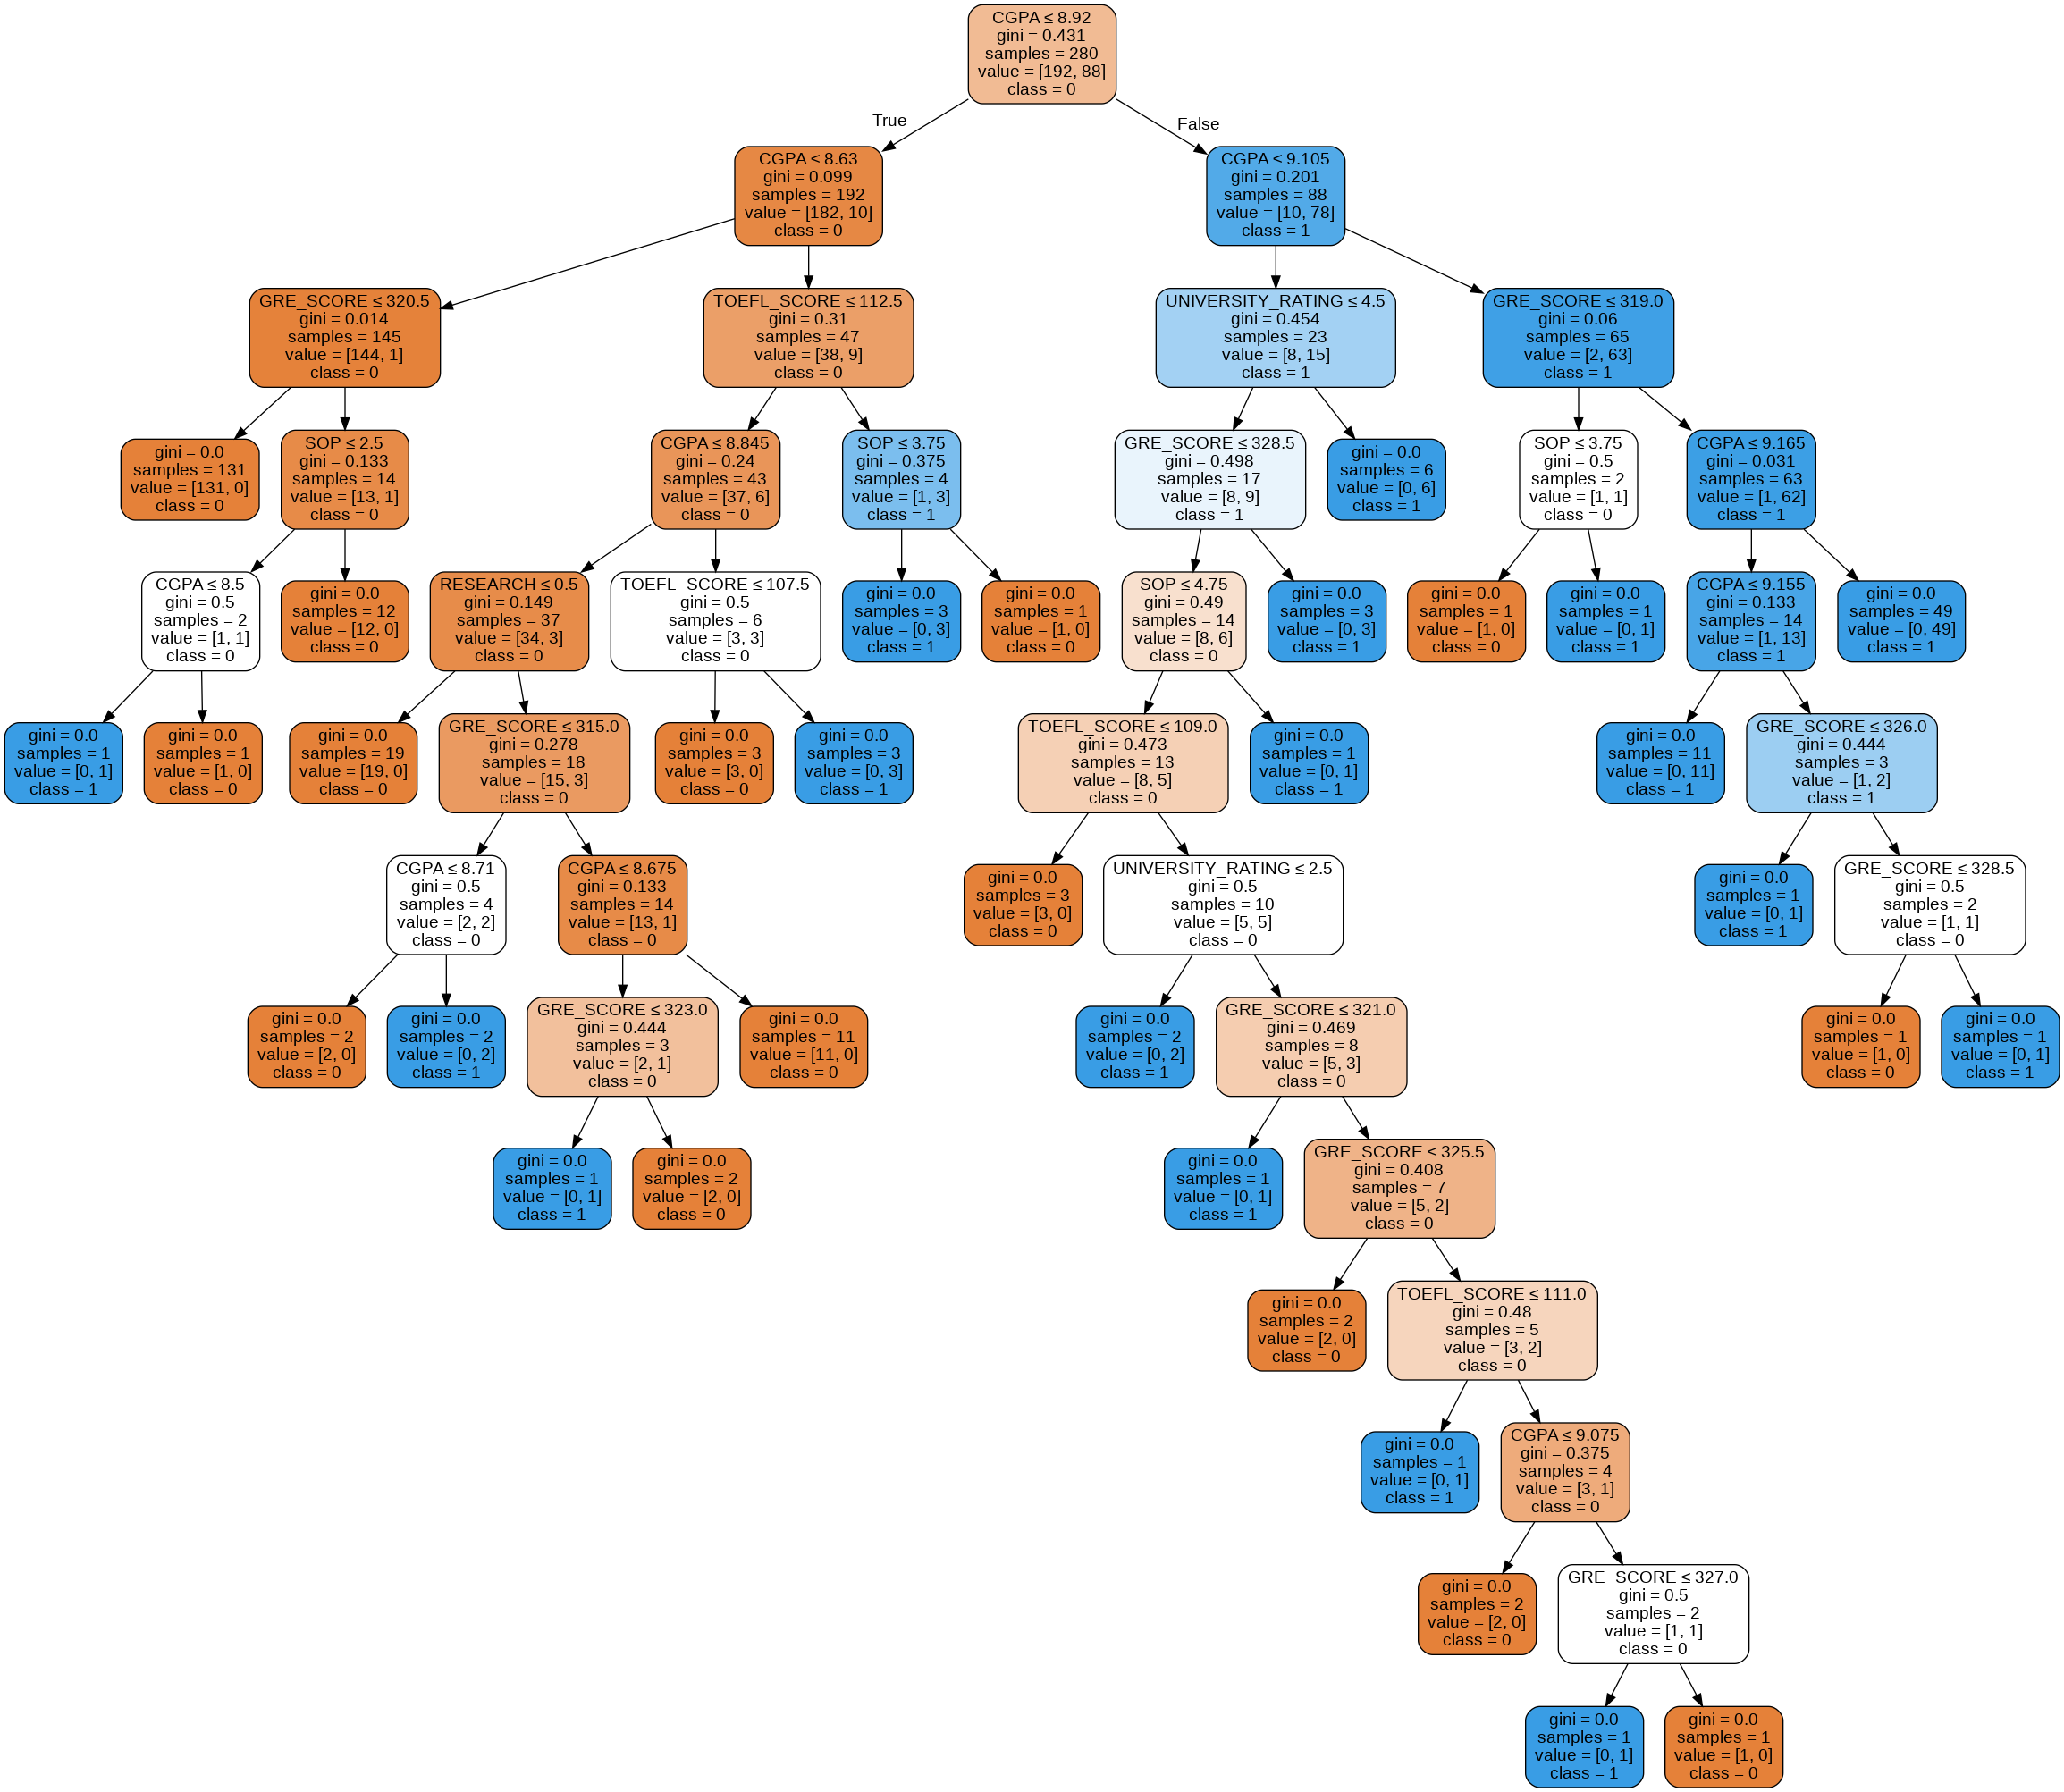 CGPA ≤ 8.92
gini = 0.431
samples = 280
value = [192, 88]
class = 0
True
False
CGPA ≤ 8.63
gini = 0.099
samples = 192
value = [182, 10]
class = 0
CGPA ≤ 9.105
gini = 0.201
samples = 88
value = [10, 78]
class = 1
GRE_SCORE ≤ 320.5
gini = 0.014
samples = 145
value = [144, 1]
class = 0
TOEFL_SCORE ≤ 112.5
gini = 0.31
samples = 47
value = [38, 9]
class = 0
UNIVERSITY_RATING ≤ 4.5
gini = 0.454
samples = 23
value = [8, 15]
class = 1
GRE_SCORE ≤ 319.0
gini = 0.06
samples = 65
value = [2, 63]
class = 1
gini = 0.0
samples = 131
value = [131, 0]
class = 0
SOP ≤ 2.5
gini = 0.133
samples = 14
value = [13, 1]
class = 0
CGPA ≤ 8.845
gini = 0.24
samples = 43
value = [37, 6]
class = 0
SOP ≤ 3.75
gini = 0.375
samples = 4
value = [1, 3]
class = 1
GRE_SCORE ≤ 328.5
gini = 0.498
samples = 17
value = [8, 9]
class = 1
gini = 0.0
samples = 6
value = [0, 6]
class = 1
SOP ≤ 3.75
gini = 0.5
samples = 2
value = [1, 1]
class = 0
CGPA ≤ 9.165
gini = 0.031
samples = 63
value = [1, 62]
class = 1
CGPA ≤ 8.5
gini = 0.5
samples = 2
value = [1, 1]
class = 0
gini = 0.0
samples = 12
value = [12, 0]
class = 0
RESEARCH ≤ 0.5
gini = 0.149
samples = 37
value = [34, 3]
class = 0
TOEFL_SCORE ≤ 107.5
gini = 0.5
samples = 6
value = [3, 3]
class = 0
gini = 0.0
samples = 3
value = [0, 3]
class = 1
gini = 0.0
samples = 1
value = [1, 0]
class = 0
SOP ≤ 4.75
gini = 0.49
samples = 14
value = [8, 6]
class = 0
gini = 0.0
samples = 3
value = [0, 3]
class = 1
gini = 0.0
samples = 1
value = [1, 0]
class = 0
gini = 0.0
samples = 1
value = [0, 1]
class = 1
CGPA ≤ 9.155
gini = 0.133
samples = 14
value = [1, 13]
class = 1
gini = 0.0
samples = 49
value = [0, 49]
class = 1
gini = 0.0
samples = 1
value = [0, 1]
class = 1
gini = 0.0
samples = 1
value = [1, 0]
class = 0
gini = 0.0
samples = 19
value = [19, 0]
class = 0
GRE_SCORE ≤ 315.0
gini = 0.278
samples = 18
value = [15, 3]
class = 0
gini = 0.0
samples = 3
value = [3, 0]
class = 0
gini = 0.0
samples = 3
value = [0, 3]
class = 1
TOEFL_SCORE ≤ 109.0
gini = 0.473
samples = 13
value = [8, 5]
class = 0
gini = 0.0
samples = 1
value = [0, 1]
class = 1
gini = 0.0
samples = 11
value = [0, 11]
class = 1
GRE_SCORE ≤ 326.0
gini = 0.444
samples = 3
value = [1, 2]
class = 1
CGPA ≤ 8.71
gini = 0.5
samples = 4
value = [2, 2]
class = 0
CGPA ≤ 8.675
gini = 0.133
samples = 14
value = [13, 1]
class = 0
gini = 0.0
samples = 3
value = [3, 0]
class = 0
UNIVERSITY_RATING ≤ 2.5
gini = 0.5
samples = 10
value = [5, 5]
class = 0
gini = 0.0
samples = 1
value = [0, 1]
class = 1
GRE_SCORE ≤ 328.5
gini = 0.5
samples = 2
value = [1, 1]
class = 0
gini = 0.0
samples = 2
value = [2, 0]
class = 0
gini = 0.0
samples = 2
value = [0, 2]
class = 1
GRE_SCORE ≤ 323.0
gini = 0.444
samples = 3
value = [2, 1]
class = 0
gini = 0.0
samples = 11
value = [11, 0]
class = 0
gini = 0.0
samples = 2
value = [0, 2]
class = 1
GRE_SCORE ≤ 321.0
gini = 0.469
samples = 8
value = [5, 3]
class = 0
gini = 0.0
samples = 1
value = [1, 0]
class = 0
gini = 0.0
samples = 1
value = [0, 1]
class = 1
gini = 0.0
samples = 1
value = [0, 1]
class = 1
gini = 0.0
samples = 2
value = [2, 0]
class = 0
gini = 0.0
samples = 1
value = [0, 1]
class = 1
GRE_SCORE ≤ 325.5
gini = 0.408
samples = 7
value = [5, 2]
class = 0
gini = 0.0
samples = 2
value = [2, 0]
class = 0
TOEFL_SCORE ≤ 111.0
gini = 0.48
samples = 5
value = [3, 2]
class = 0
gini = 0.0
samples = 1
value = [0, 1]
class = 1
CGPA ≤ 9.075
gini = 0.375
samples = 4
value = [3, 1]
class = 0
gini = 0.0
samples = 2
value = [2, 0]
class = 0
GRE_SCORE ≤ 327.0
gini = 0.5
samples = 2
value = [1, 1]
class = 0
gini = 0.0
samples = 1
value = [0, 1]
class = 1
gini = 0.0
samples = 1
value = [1, 0]
class = 0